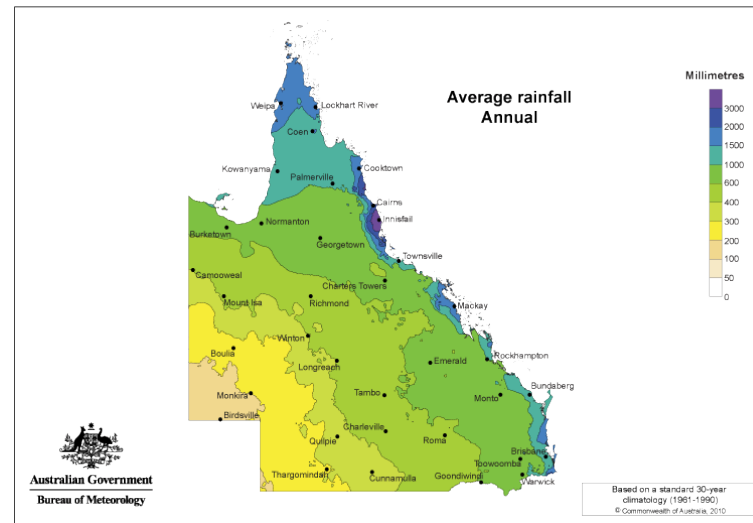 Average rainfall
Annual
Millimetres
3000
2000
1500
1000
600
400
300
200
100
50
0
Weipa
Lockhart River
Coen
Kowanyama
Cooktown
Palmerville
Cairns
Innisfail
Normanton
Burketown
Georgetown
Townsville
Camooweal
Charters Towers
Mount Isa
Richmond
Mackay
Winton
Boulia
Longreach
Emerald
Rockhampton
Monkira
Tambo
Monto
Bundaberg
Birdsville
Charleville
Quilpie
Roma
Brisbane
Toowoomba
Thargomindah
Cunnamulla
Goondiwindi
Warwick
Australian Government
Bureau of Meteorology
Based on a standard 30-year
climatology (1961-1990)
© Commonwealth of Australia, 2010